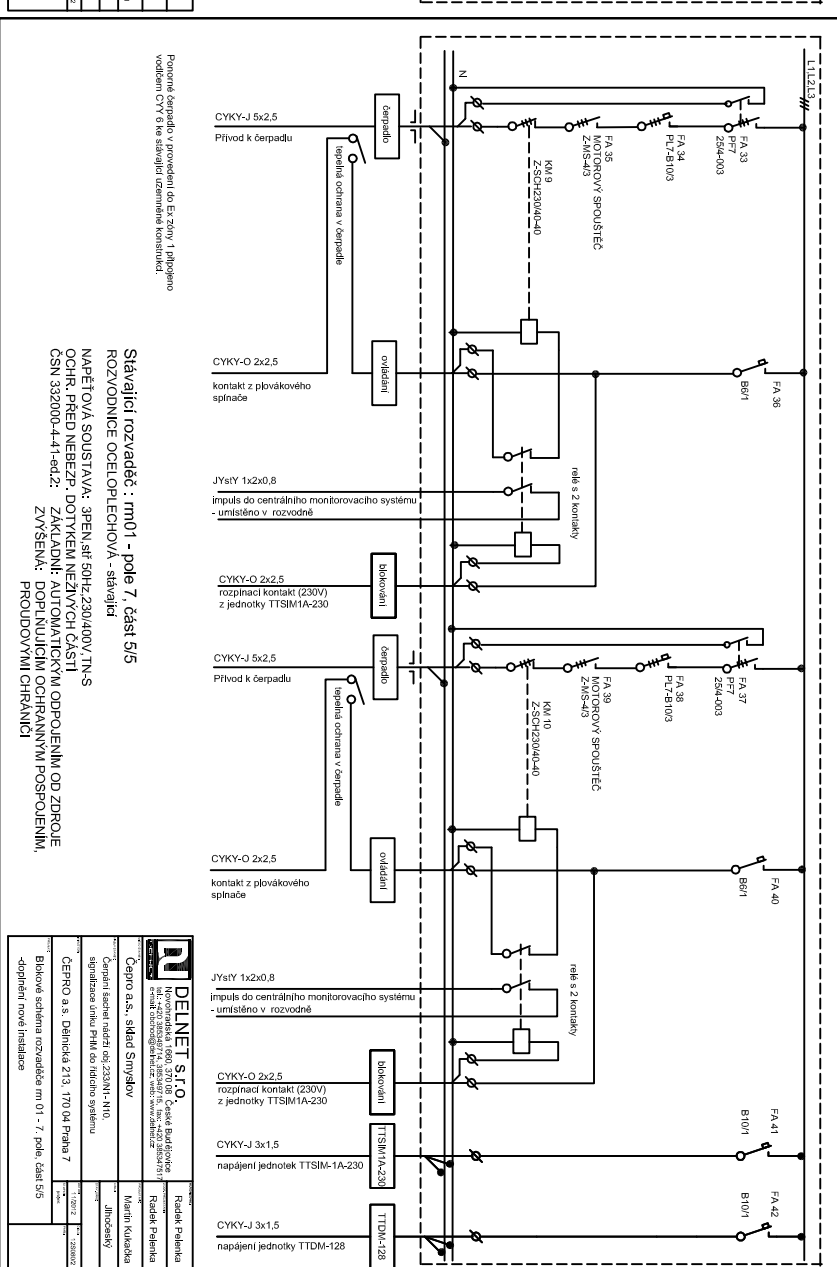 L1,L2,L3
N
FA 33
PF7
25/4-003
FA 34
PL7-B10/3
FA 35
MOTOROVÝ SPOUŠTĚČ
Z-MS-4/3
KM 9
Z-SCH230/40-40
FA 36
B6/1
relé s 2 kontakty
FA 37
PF7
25/4-003
FA 38
PL7-B10/3
FA 39
MOTOROVÝ SPOUŠTĚČ
Z-MS-4/3
KM 10
Z-SCH230/40-40
FA 40
B6/1
relé s 2 kontakty
FA 41
B10/1
FA 42
B10/1
čerpadlo
CYKY-J 5x2,5
Přívod k čerpadlu
tepelná ochrana v čerpadle
ovládání
CYKY-O 2x2,5
kontakt z plovákového
spínače
JYstY 1x2x0,8
impuls do centrálního monitorovacího systému
- umístěno v rozvodně
blokování
CYKY-O 2x2,5
rozpínací kontakt (230V)
z jednotky TTSIM1A-230
čerpadlo
CYKY-J 5x2,5
Přívod k čerpadlu
tepelná ochrana v čerpadle
ovládání
CYKY-O 2x2,5
kontakt z plovákového
spínače
JYstY 1x2x0,8
impuls do centrálního monitorovacího systému
- umístěno v rozvodně
blokování
CYKY-O 2x2,5
rozpínací kontakt (230V)
z jednotky TTSIM1A-230
TTSIM1A-230
CYKY-J 3x1,5
napájení jednotek TTSIM-1A-230
TTDM-128
CYKY-J 3x1,5
napájení jednotky TTDM-128
Ponorné čerpadlo v provedení do Ex zóny 1 připojeno
vodičem CYY 6 ke stávající uzemněné konstrukci.
Stávající rozvaděč : rm01 - pole 7, část 5/5
ROZVODNICE OCELOPLECHOVÁ - stávající
NAPĚŤOVÁ SOUSTAVA: 3PEN,stř 50Hz,230/400V,TN-S
OCHR. PŘED NEBEZP. DOTYKEM NEŽIVÝCH ČÁSTÍ
ČSN 332000-4-41-ed.2: ZÁKLADNÍ: AUTOMATICKÝM ODPOJENÍM OD ZDROJE
ZVÝŠENÁ: DOPLŇUJÍCÍM OCHRANNÝM POSPOJENÍM,
PROUDOVÝMI CHRÁNIČI
DELNET s.r.o.
Novohradská 1660, 370 08 České Budějovice
Radek Pelenka
Radek Pelenka
Čepro a.s., sklad Smyslov
Martin Kukačka
Čerpání šachet nádrží obj.233/N1- N10,
signalizace úniku PHM do řídícího systému
Jihočeský
ČEPRO a.s. Dělnická 213, 170 04 Praha 7
11/2012
Blokové schéma rozvaděče rm 01 - 7. pole, část 5/5
-doplnění nové instalace